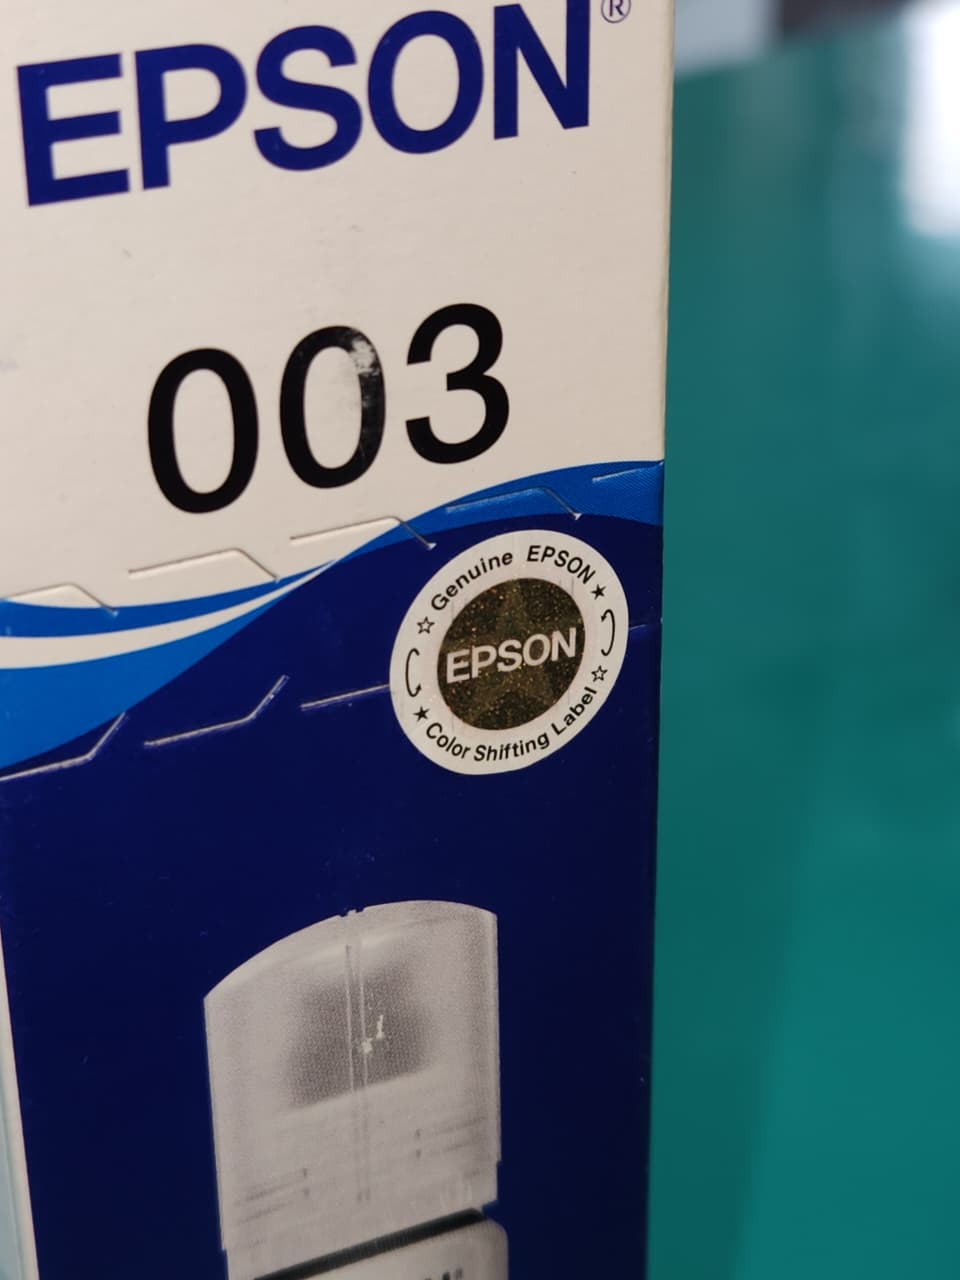 EPSON®
003
Genuine EPSON
EPSON
Color Shifting Label